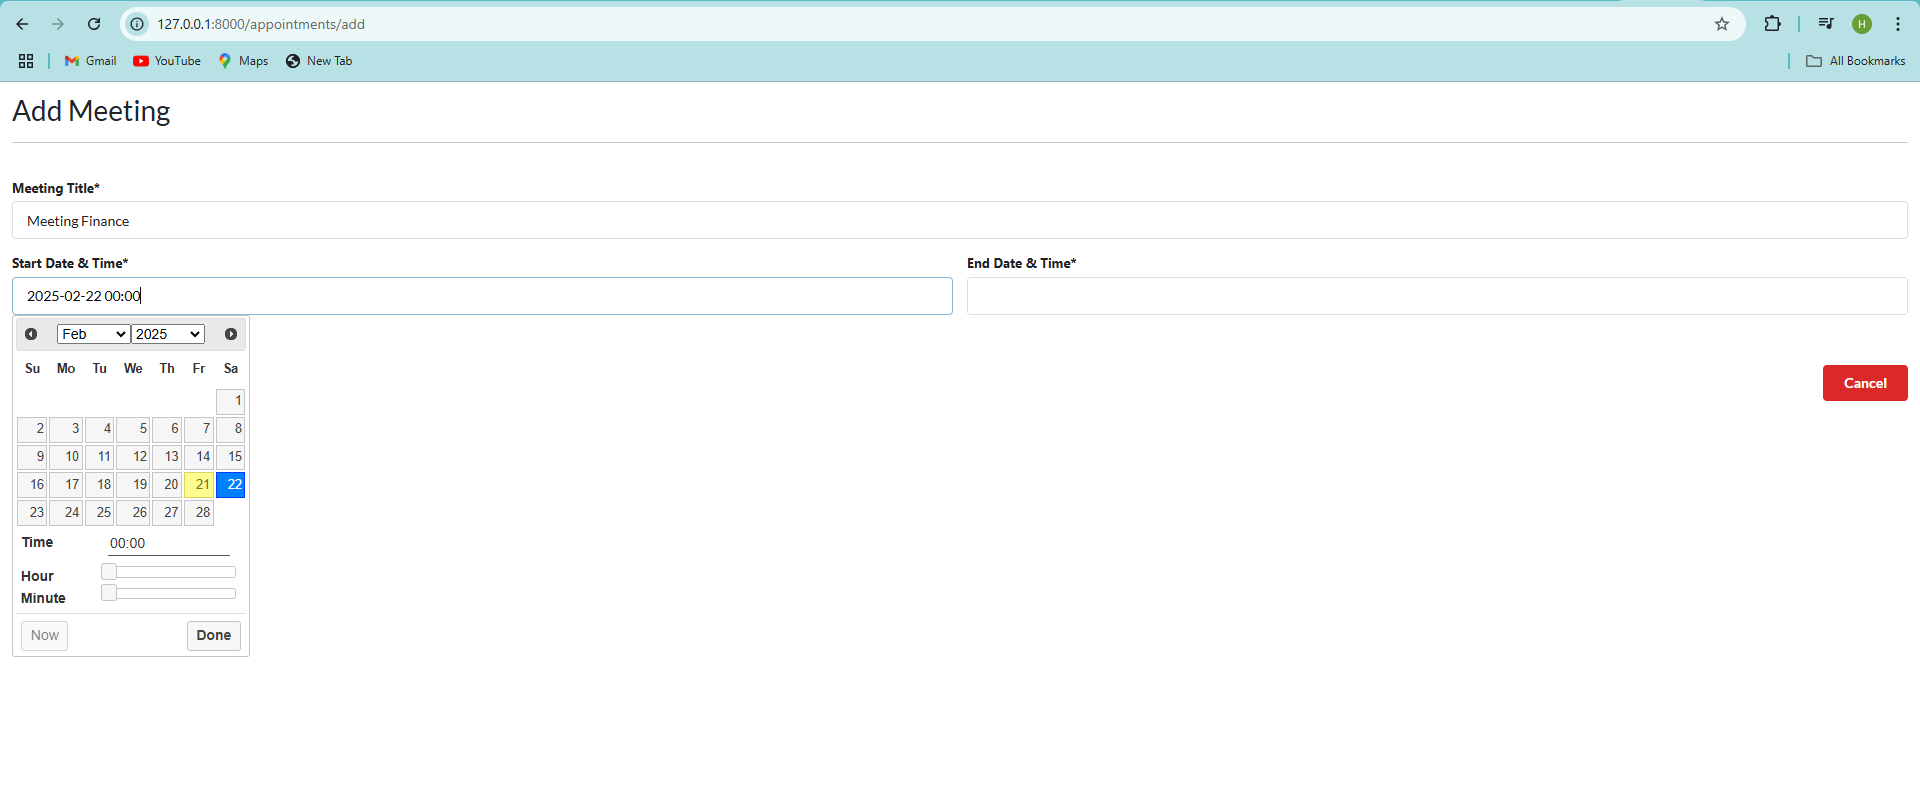 127.0.0.1:8000/appointments/add
H
Gmail YouTube Maps New Tab All Bookmarks
Add Meeting
Meeting Title*
Meeting Finance
Start Date & Time* End Date & Time*
2025-02-22 00:00
Feb 2025
Su Mo Tu We Th Fr Sa
1
2 3 4 5 6 7 8
9 10 11 12 13 14 15
16 17 18 19 20 21 22
23 24 25 26 27 28
Time 00:00
Hour
Minute
Now Done
Cancel